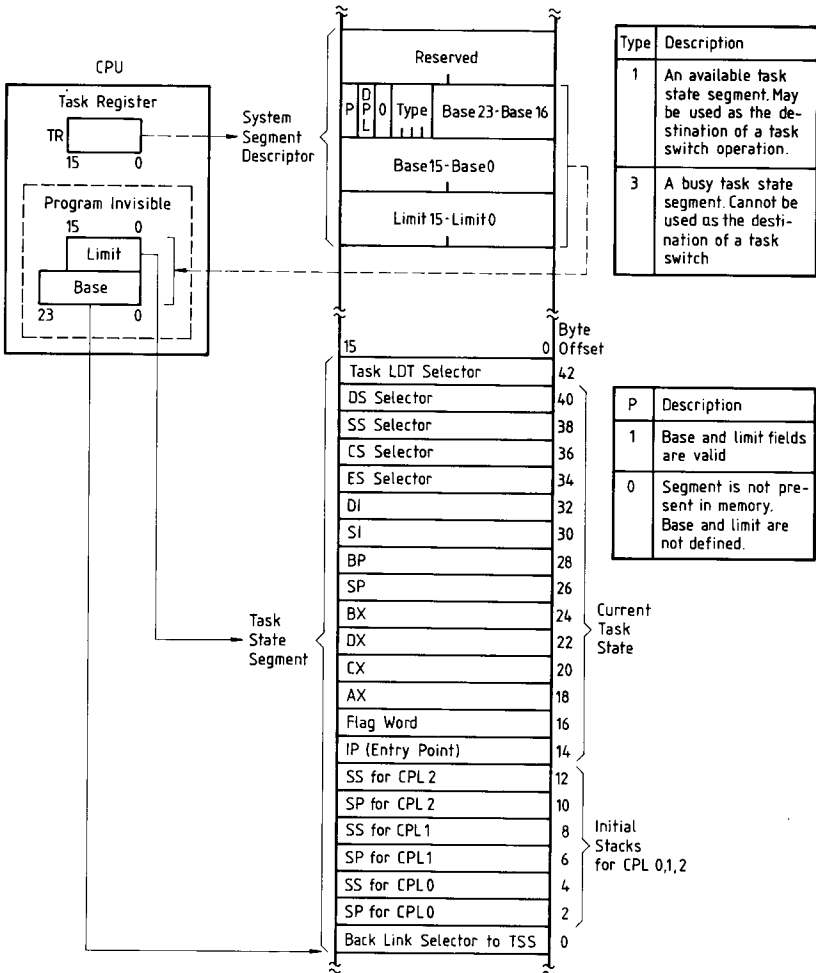 CPU
Task Register
TR
15 0
Program Invisible
15 0
Limit
Base
23 0
System
Segment
Descriptor
Reserved
P DPL 0 Type Base 23-Base 16
Base 15-Base 0
Limit 15-Limit 0
Type Description
1 An available task
state segment. May
be used as the de-
stination of a task
switch operation.
3 A busy task state
segment. Cannot be
used as the desti-
nation of a task
switch
15 0 Byte
Offset
Task LDT Selector 42
DS Selector 40
SS Selector 38
CS Selector 36
ES Selector 34
DI 32
SI 30
BP 28
SP 26
BX 24
DX 22
CX 20
AX 18
Flag Word 16
IP (Entry Point) 14
SS for CPL 2 12
SP for CPL 2 10
SS for CPL 1 8
SP for CPL 1 6
SS for CPL 0 4
SP for CPL 0 2
Back Link Selector to TSS 0
Task
State
Segment
Current
Task
State
Initial
Stacks
for CPL 0,1,2
P Description
1 Base and limit fields
are valid
0 Segment is not pre-
sent in memory.
Base and limit are
not defined.